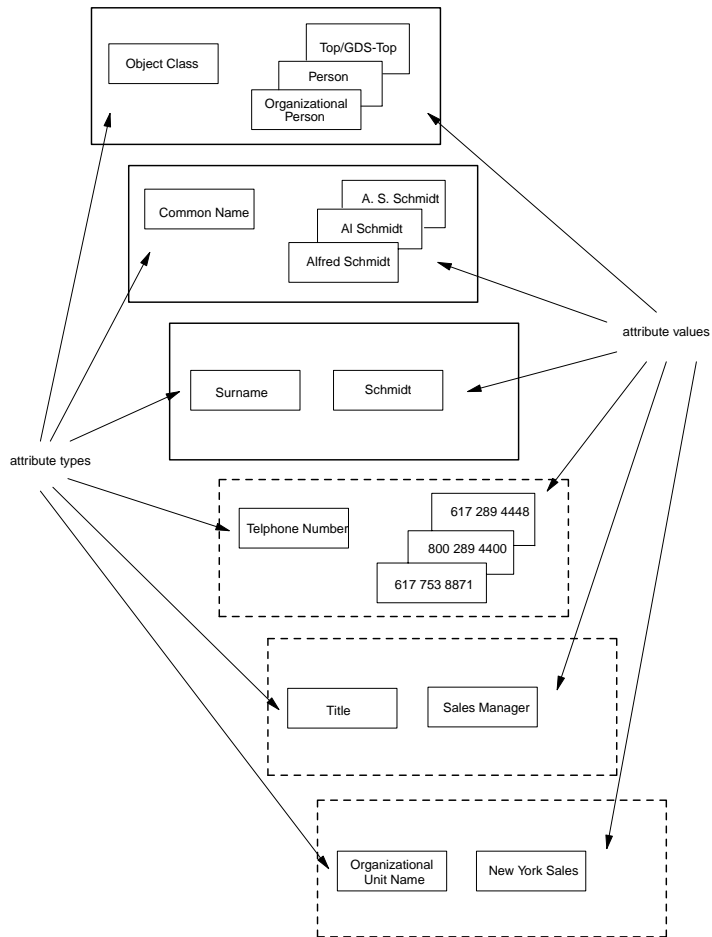 Top/GDS-Top
Object Class
Person
Organizational
Person
A. S. Schmidt
Common Name
Al Schmidt
Alfred Schmidt
attribute values
Surname
Schmidt
attribute types
617 289 4448
Telphone Number
800 289 4400
617 753 8871
Title
Sales Manager
Organizational
Unit Name
New York Sales